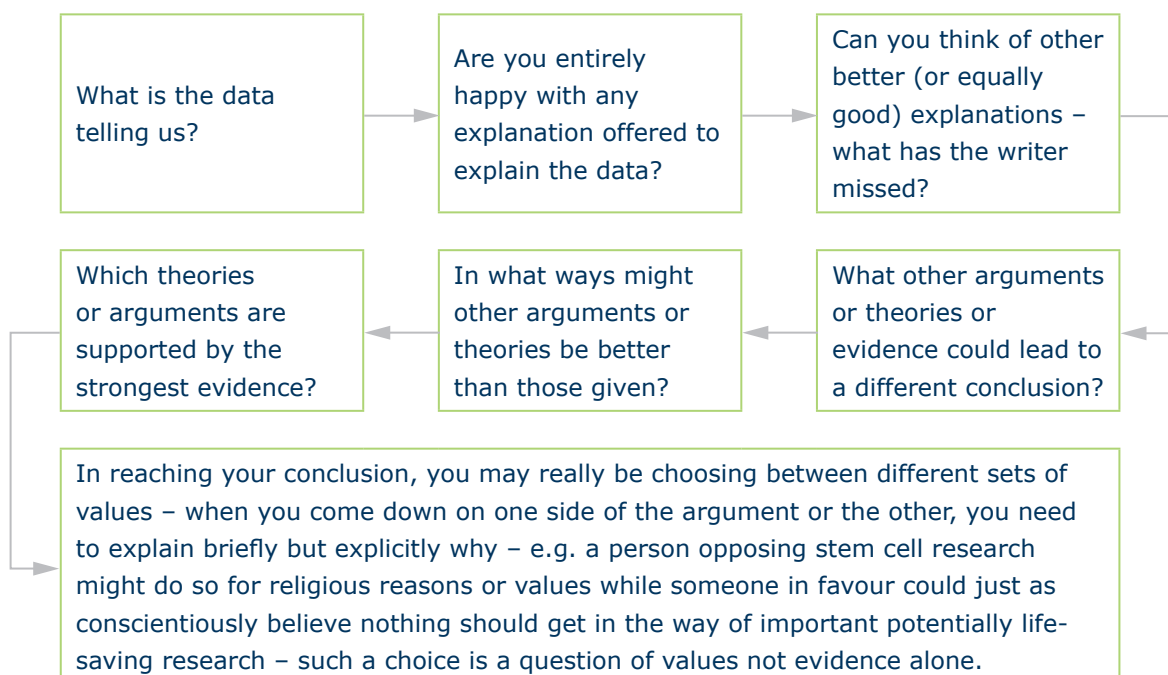 What is the data
telling us?
Are you entirely
happy with any
explanation offered to
explain the data?
Can you think of other
better (or equally
good) explanations –
what has the writer
missed?
What other arguments
or theories or
evidence could lead to
a different conclusion?
In what ways might
other arguments or
theories be better
than those given?
Which theories
or arguments are
supported by the
strongest evidence?
In reaching your conclusion, you may really be choosing between different sets of
values – when you come down on one side of the argument or the other, you need
to explain briefly but explicitly why – e.g. a person opposing stem cell research
might do so for religious reasons or values while someone in favour could just as
conscientiously believe nothing should get in the way of important potentially life-
saving research – such a choice is a question of values not evidence alone.